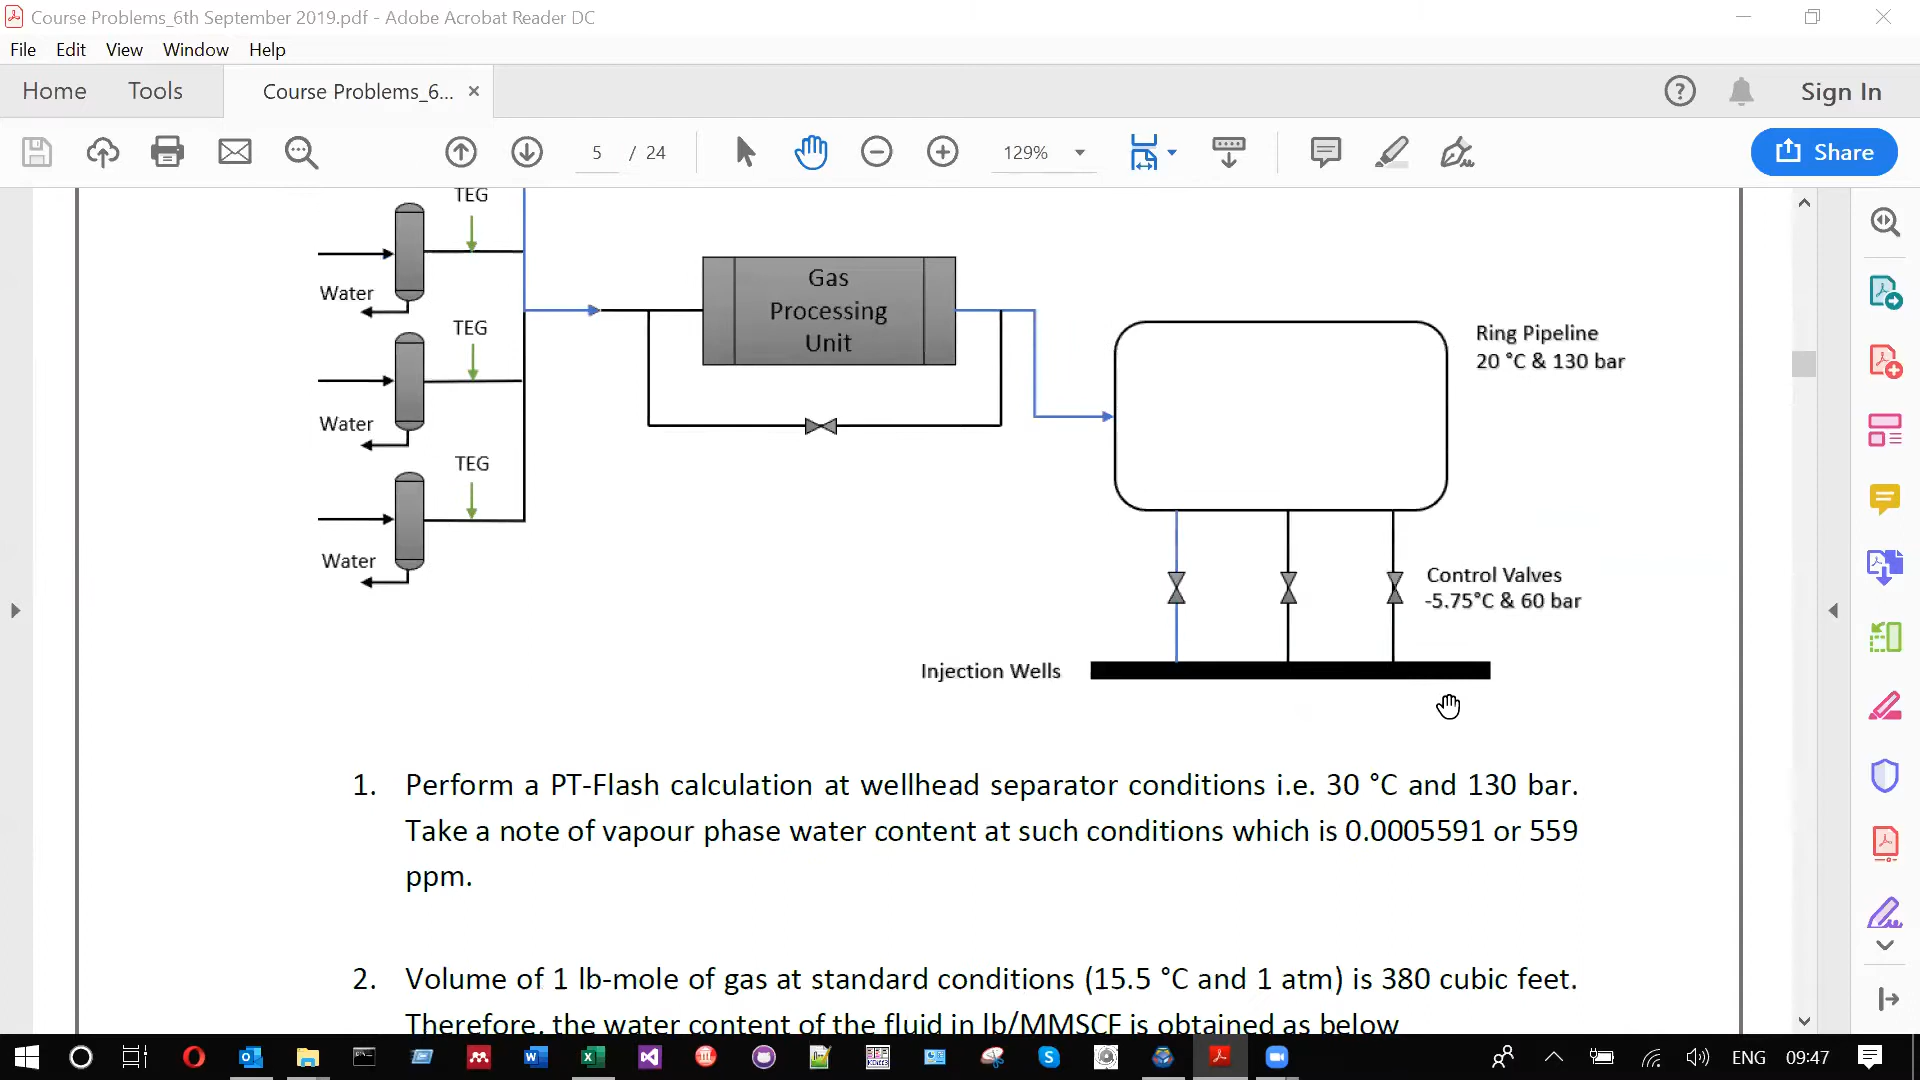 Course Problems_6th September 2019.pdf - Adobe Acrobat Reader DC
File Edit View Window Help
Home Tools Course Problems_6... × Sign In
5 / 24 129% Share
TEG
Water
TEG
Water
TEG
Water
Gas
Processing
Unit
Ring Pipeline
20 °C & 130 bar
Control Valves
-5.75°C & 60 bar
Injection Wells
1. Perform a PT-Flash calculation at wellhead separator conditions i.e. 30 °C and 130 bar.
Take a note of vapour phase water content at such conditions which is 0.0005591 or 559
ppm.
2. Volume of 1 lb-mole of gas at standard conditions (15.5 °C and 1 atm) is 380 cubic feet.
Therefore, the water content of the fluid in lb/MMSCF is obtained as below
ENG 09:47